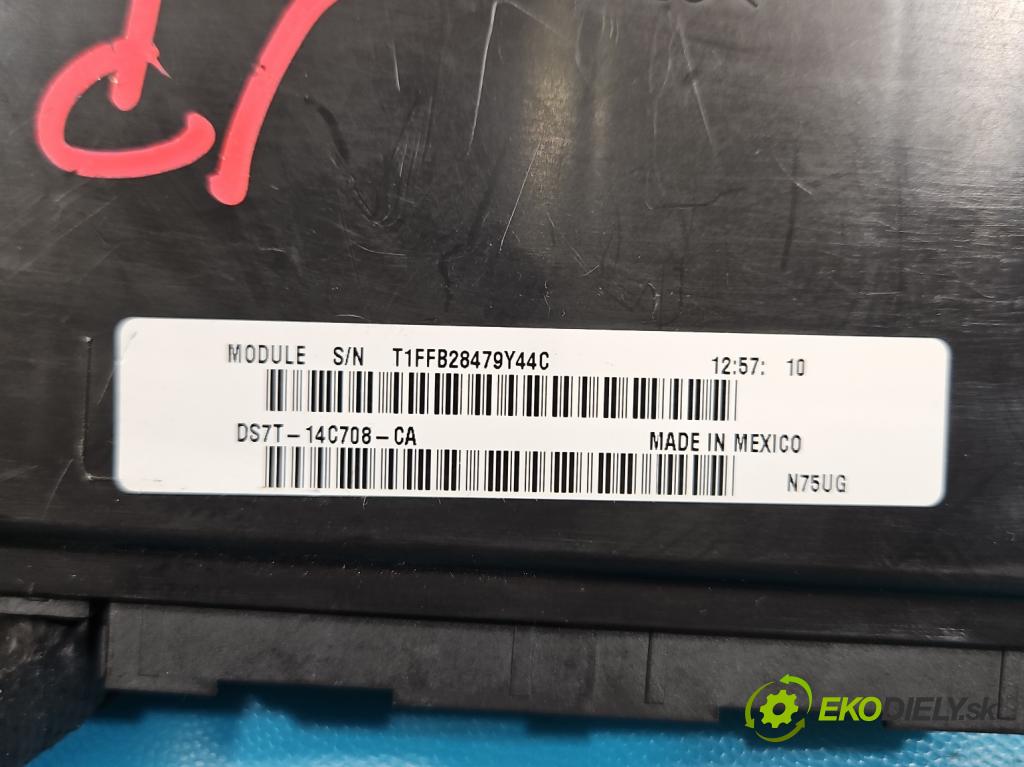 MODULE S/N T1FFB28479Y44C 12:57: 10
DS7T-14C708-CA MADE IN MEXICO
N75UG
EKODIELY.sk